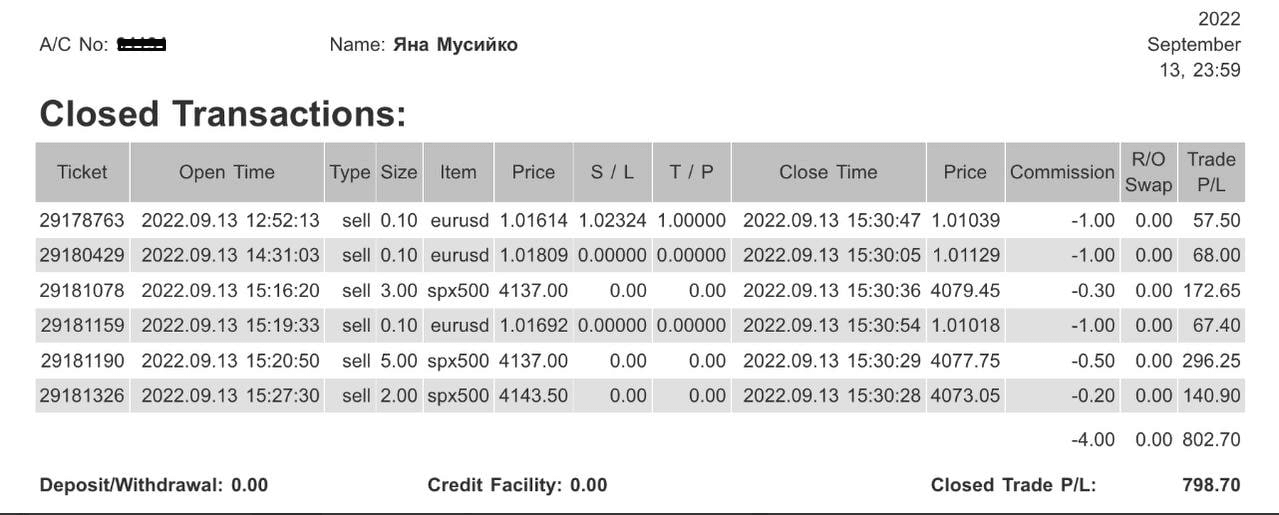 2022
A/C No: Name: Яна Мусийко September
13, 23:59
Closed Transactions:
Ticket Open Time Type Size Item Price S / L T / P Close Time Price Commission R/O Swap Trade P/L
29178763 2022.09.13 12:52:13 sell 0.10 eurusd 1.01614 1.02324 1.00000 2022.09.13 15:30:47 1.01039 -1.00 0.00 57.50
29180429 2022.09.13 14:31:03 sell 0.10 eurusd 1.01809 0.00000 0.00000 2022.09.13 15:30:05 1.01129 -1.00 0.00 68.00
29181078 2022.09.13 15:16:20 sell 3.00 spx500 4137.00 0.00 0.00 2022.09.13 15:30:36 4079.45 -0.30 0.00 172.65
29181159 2022.09.13 15:19:33 sell 0.10 eurusd 1.01692 0.00000 0.00000 2022.09.13 15:30:54 1.01018 -1.00 0.00 67.40
29181190 2022.09.13 15:20:50 sell 5.00 spx500 4137.00 0.00 0.00 2022.09.13 15:30:29 4077.75 -0.50 0.00 296.25
29181326 2022.09.13 15:27:30 sell 2.00 spx500 4143.50 0.00 0.00 2022.09.13 15:30:28 4073.05 -0.20 0.00 140.90
-4.00 0.00 802.70
Deposit/Withdrawal: 0.00 Credit Facility: 0.00 Closed Trade P/L: 798.70